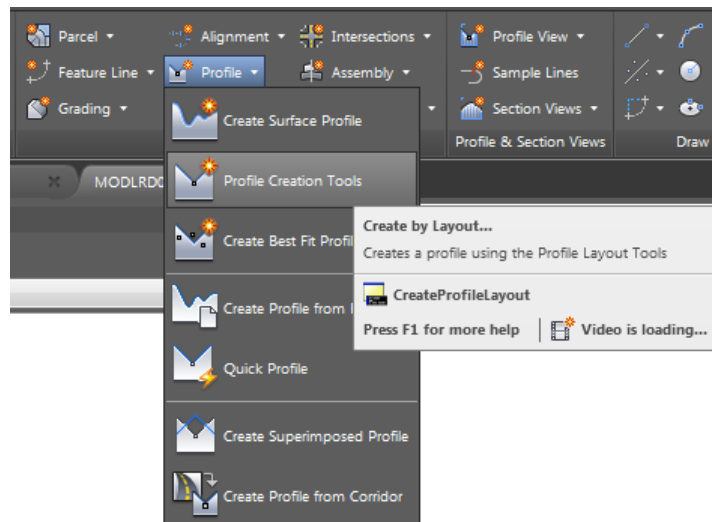 Parcel
Alignment
Intersections
Profile View
Feature Line
Profile
Assembly
Sample Lines
Grading
Section Views
Create Surface Profile
Profile & Section Views
Draw
Profile Creation Tools
MODLRD
Create by Layout...
Create Best Fit Profil
Creates a profile using the Profile Layout Tools
CreateProfileLayout
Create Profile from
Press F1 for more help
Video is loading...
Quick Profile
Create Superimposed Profile
Create Profile from Corridor